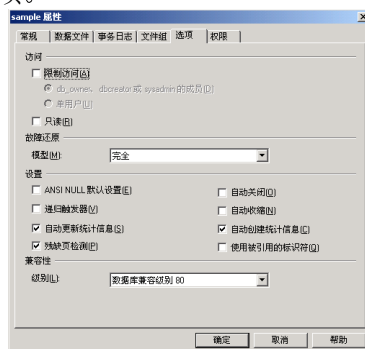 页。
sample 属性
常规 数据文件 事务日志 文件组 选项 权限
访问
限制访问(A)
db_owner、dbcreator 或 sysadmin 的成员(D)
单用户(U)
只读(R)
故障还原
模型(M): 完全
设置
ANSI NULL 默认设置(E) 自动关闭(O)
递归触发器(V) 自动收缩(N)
自动更新统计信息(S) 自动创建统计信息(C)
残缺页检测(P) 使用被引用的标识符(Q)
兼容性
级别(L): 数据库兼容级别 80
确定 取消 帮助